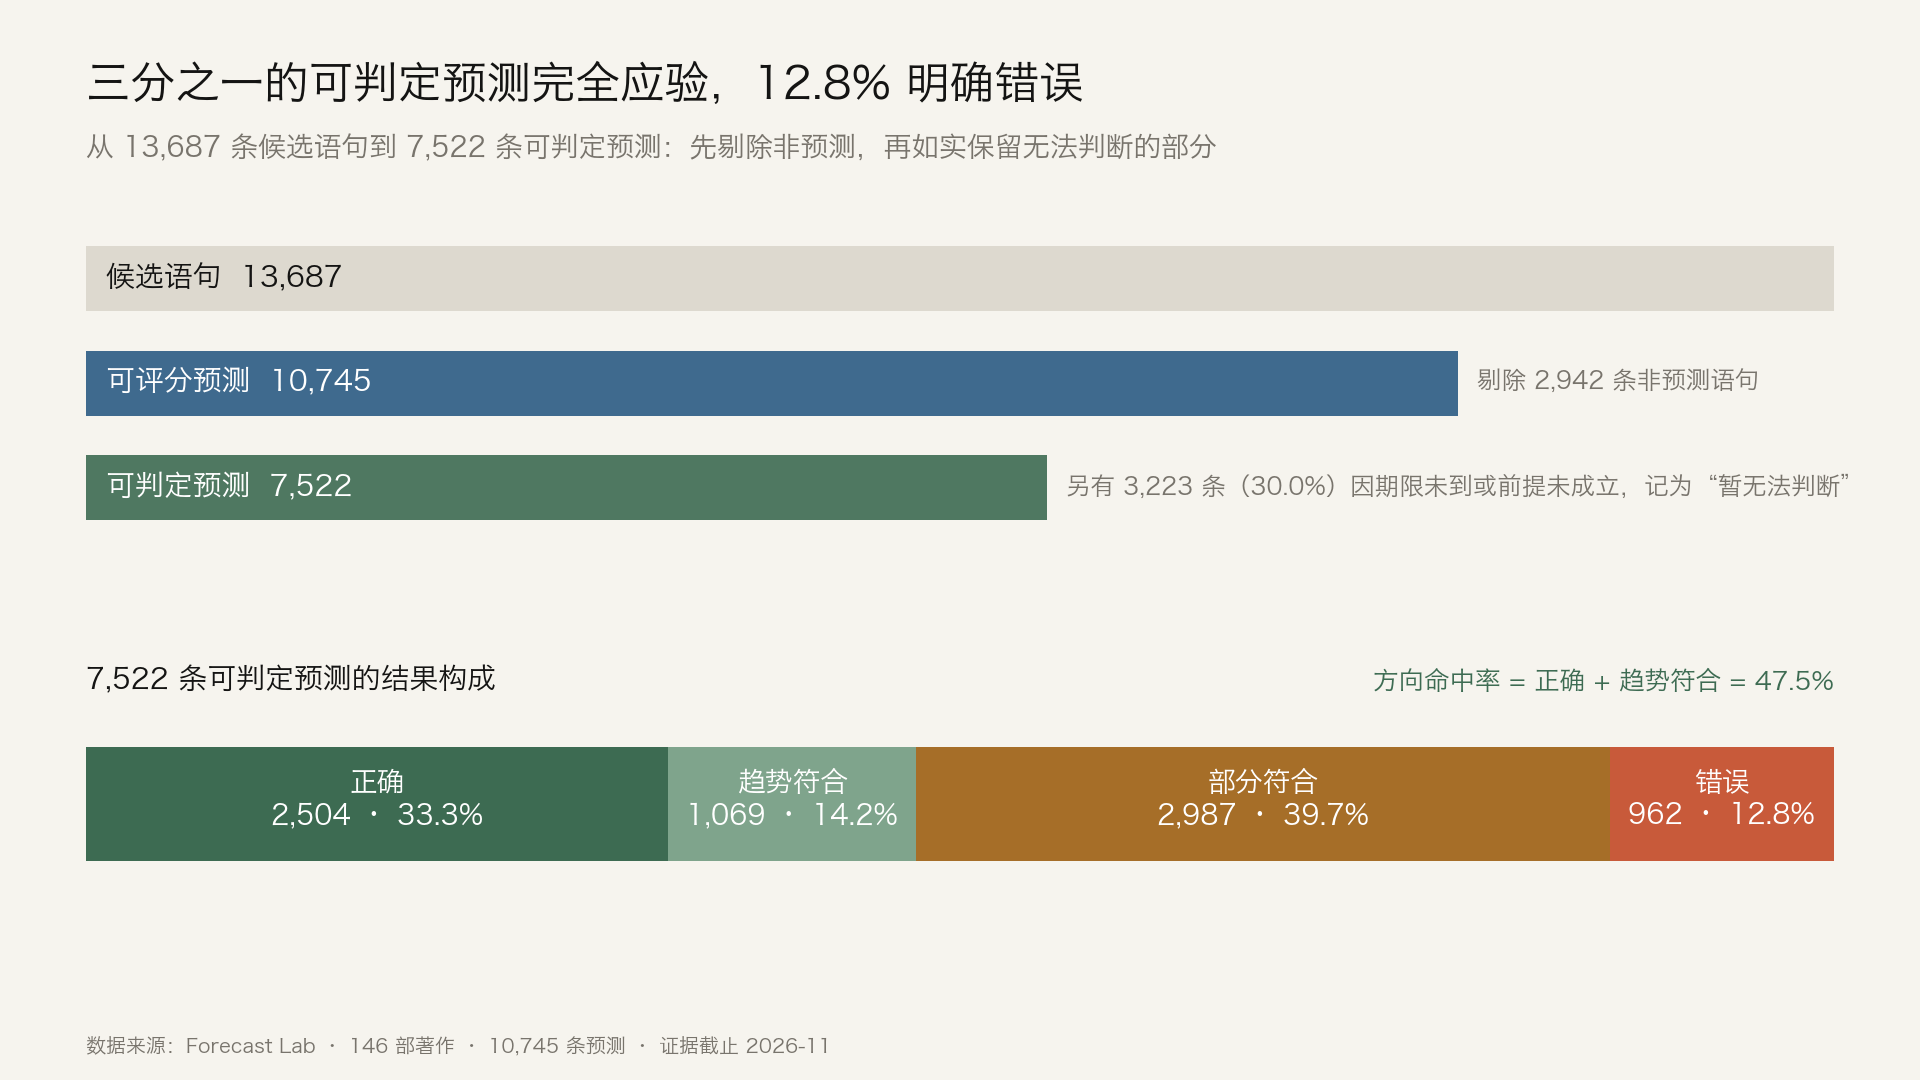 三分之一的可判定预测完全应验，12.8% 明确错误
从 13,687 条候选语句到 7,522 条可判定预测：先剔除非预测，再如实保留无法判断的部分
候选语句 13,687
可评分预测 10,745
剔除 2,942 条非预测语句
可判定预测 7,522
另有 3,223 条（30.0%）因期限未到或前提未成立，记为“暂无法判断”
7,522 条可判定预测的结果构成
方向命中率 = 正确 + 趋势符合 = 47.5%
正确
2,504 · 33.3%
趋势符合
1,069 · 14.2%
部分符合
2,987 · 39.7%
错误
962 · 12.8%
数据来源：Forecast Lab · 146 部著作 · 10,745 条预测 · 证据截止 2026-11